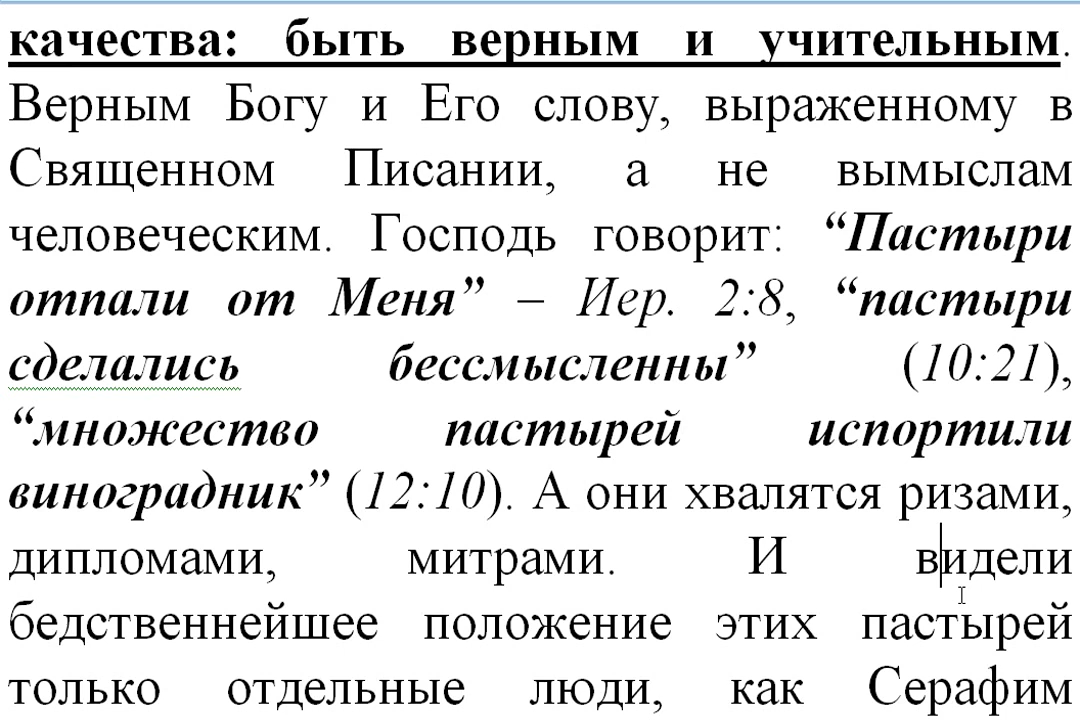 качества: быть верным и учительным.
Верным Богу и Его слову, выраженному в
Священном Писании, а не вымыслам
человеческим. Господь говорит: “Пастыри
отпали от Меня” – Иер. 2:8, “пастыри
сделались бессмысленны” (10:21),
“множество пастырей испортили
виноградник” (12:10). А они хвалятся ризами,
дипломами, митрами. И видели
бедственнейшее положение этих пастырей
только отдельные люди, как Серафим